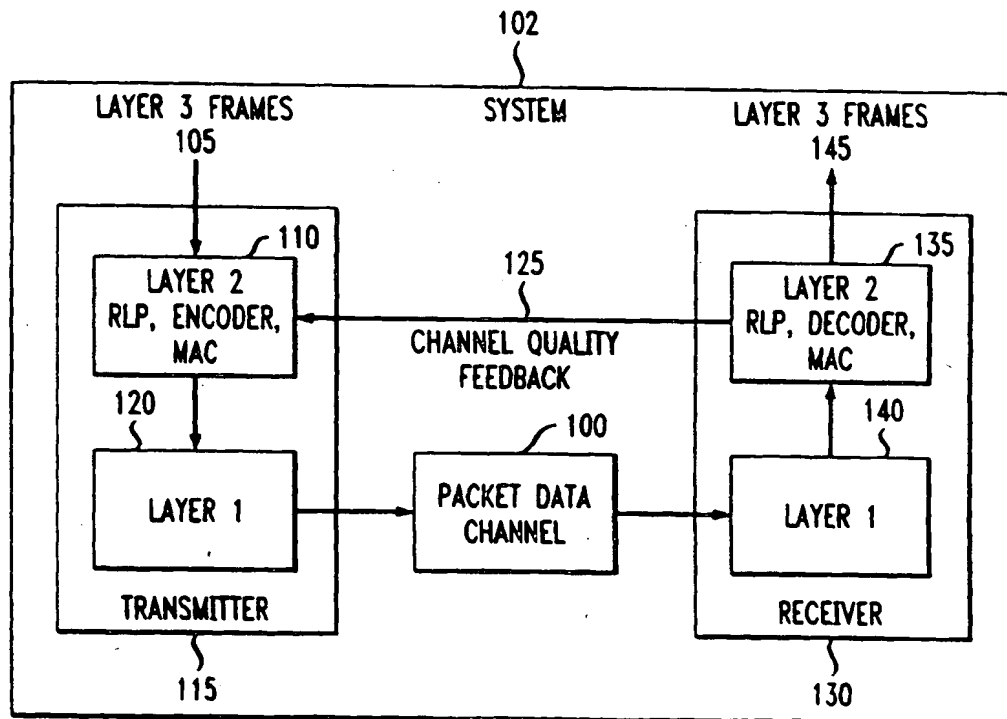 102
LAYER 3 FRAMES
105
SYSTEM
LAYER 3 FRAMES
145
110
LAYER 2
RLP, ENCODER,
MAC
125
CHANNEL QUALITY
FEEDBACK
135
LAYER 2
RLP, DECODER,
MAC
120
LAYER 1
100
PACKET DATA
CHANNEL
140
LAYER 1
TRANSMITTER
115
RECEIVER
130